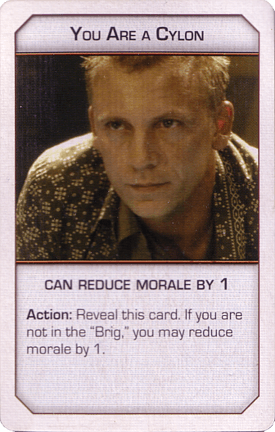 You Are a Cylon
CAN REDUCE MORALE BY 1
Action: Reveal this card. If you are
not in the “Brig,” you may reduce
morale by 1.